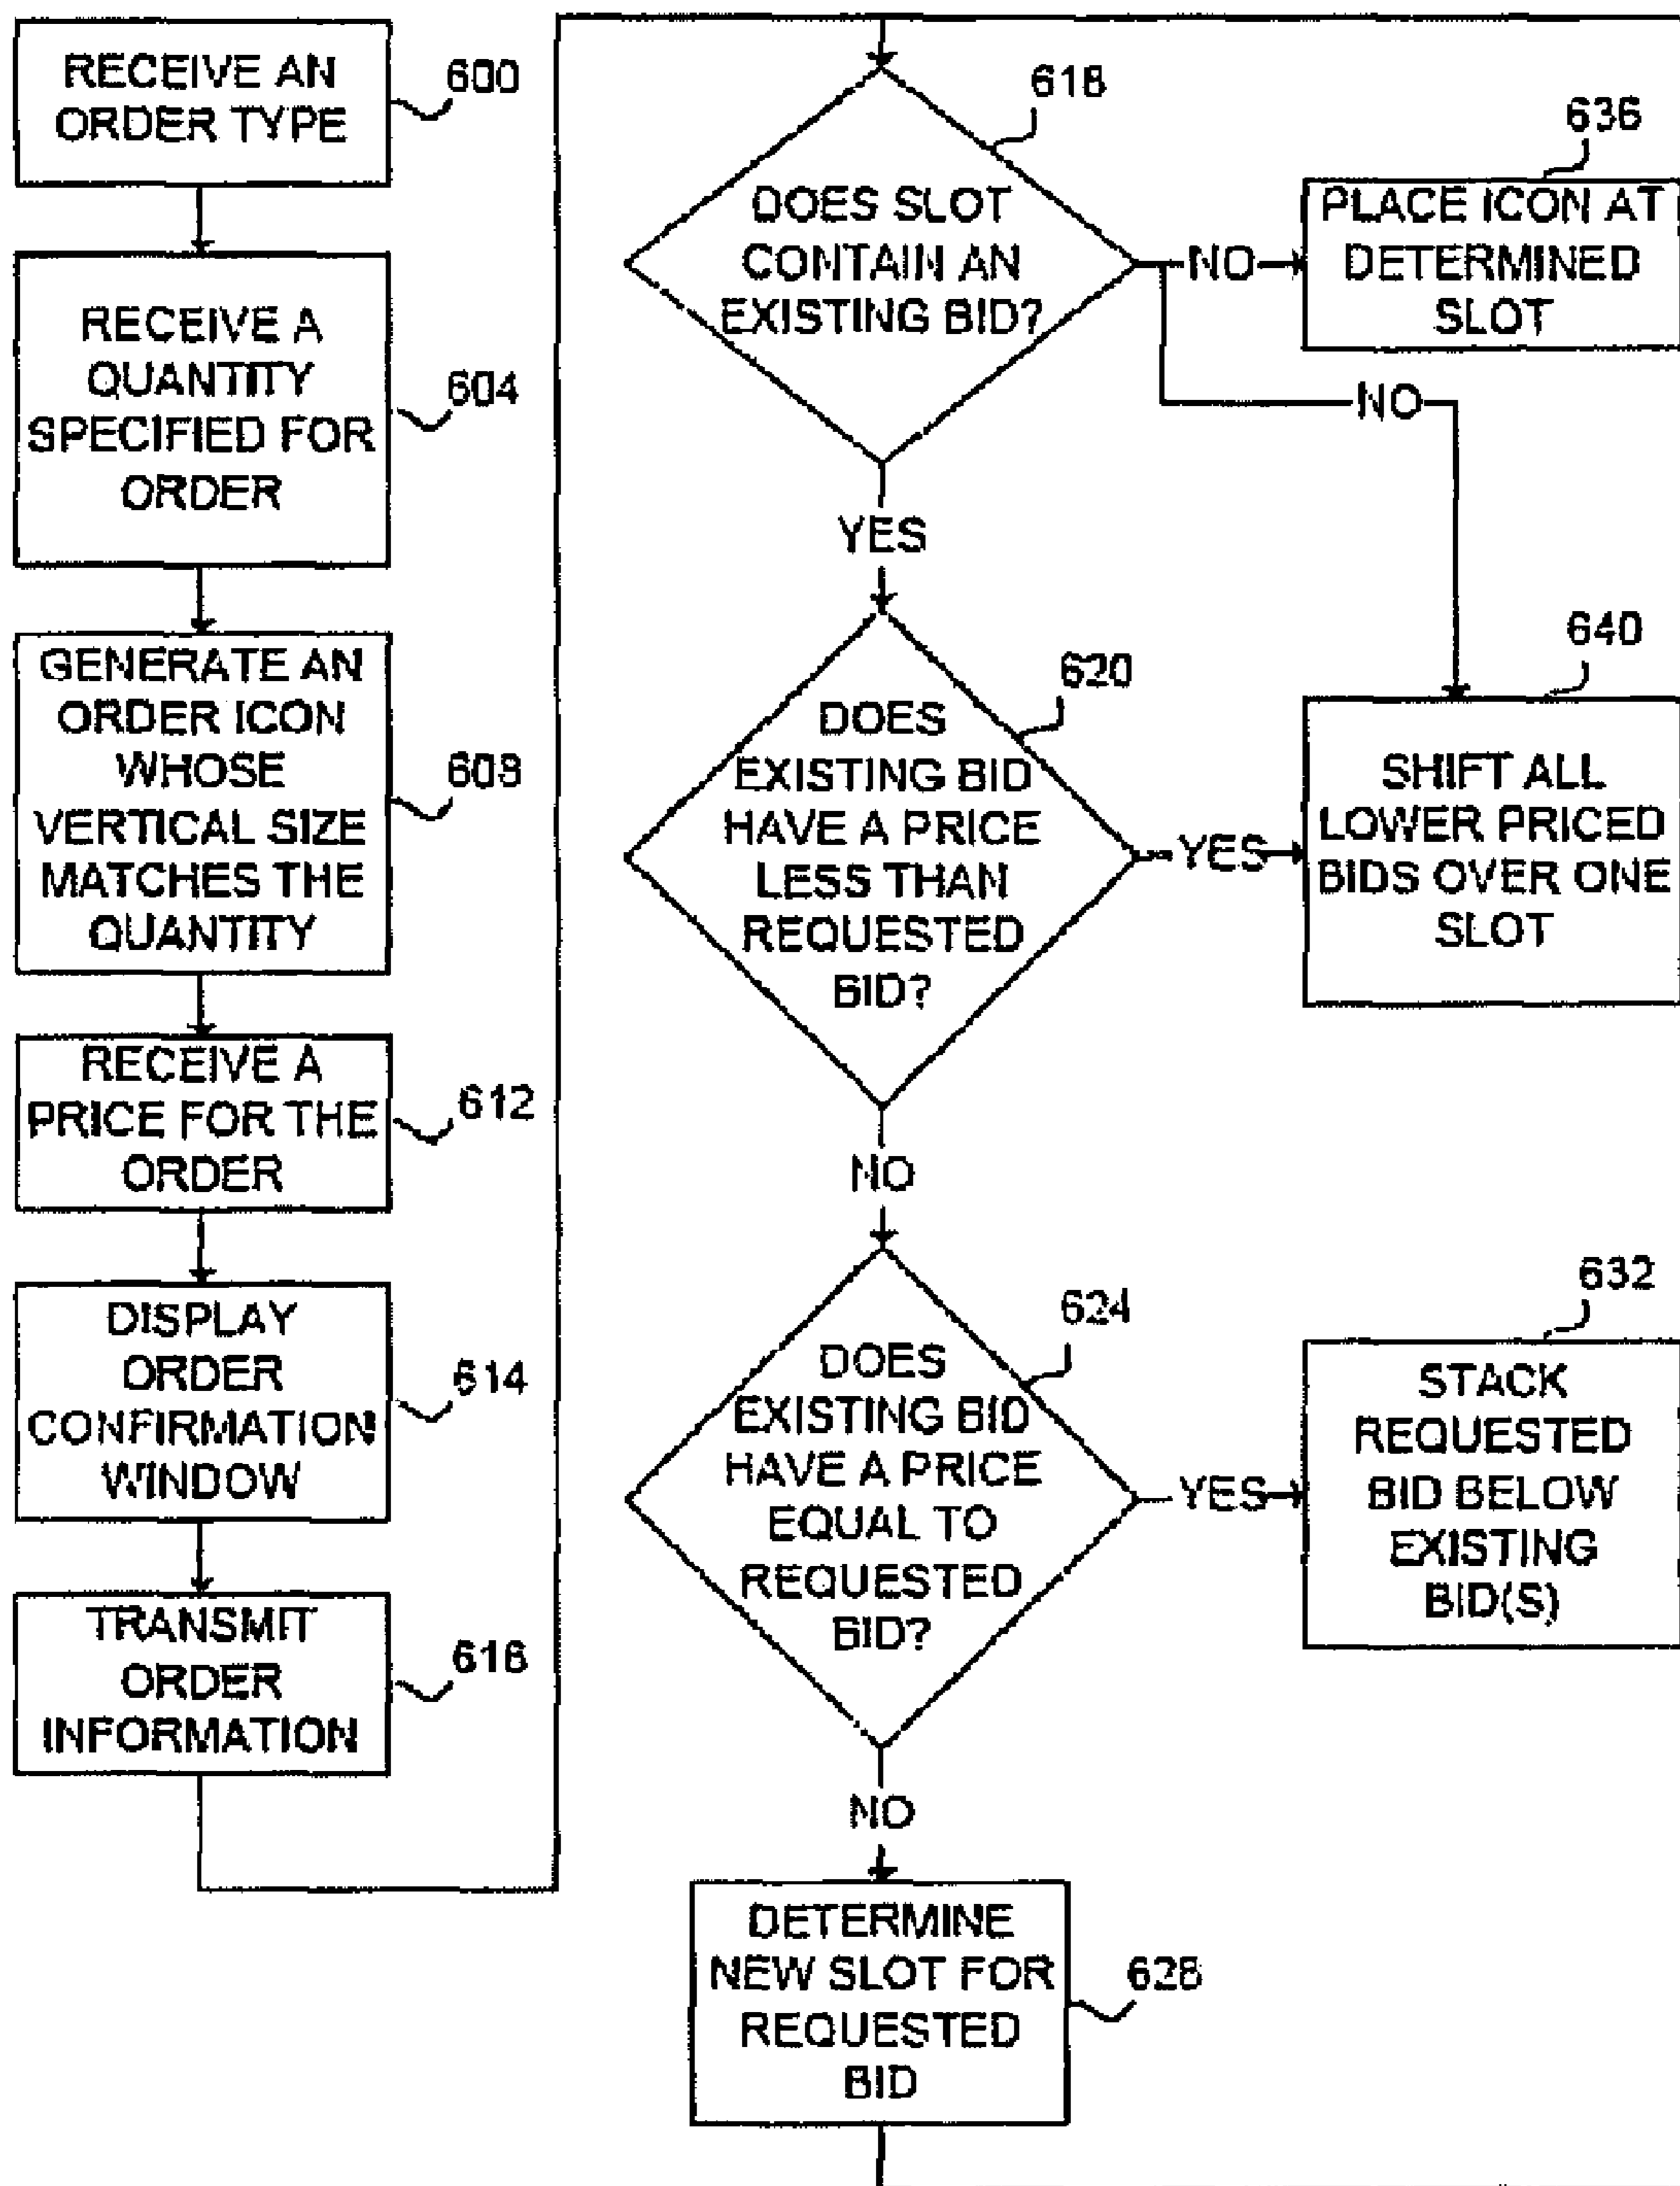 RECEIVE AN
ORDER TYPE
600
RECEIVE A
QUANTITY
SPECIFIED FOR
ORDER
604
GENERATE AN
ORDER ICON
WHOSE
VERTICAL SIZE
MATCHES THE
QUANTITY
608
RECEIVE A
PRICE FOR THE
ORDER
612
DISPLAY
ORDER
CONFIRMATION
WINDOW
614
TRANSMIT
ORDER
INFORMATION
616
618
DOES SLOT
CONTAIN AN
EXISTING BID?
NO
636
PLACE ICON AT
DETERMINED
SLOT
NO
YES
620
DOES
EXISTING BID
HAVE A PRICE
LESS THAN
REQUESTED
BID?
YES
640
SHIFT ALL
LOWER PRICED
BIDS OVER ONE
SLOT
NO
624
DOES
EXISTING BID
HAVE A PRICE
EQUAL TO
REQUESTED
BID?
YES
632
STACK
REQUESTED
BID BELOW
EXISTING
BID(S)
NO
DETERMINE
NEW SLOT FOR
REQUESTED
BID
628